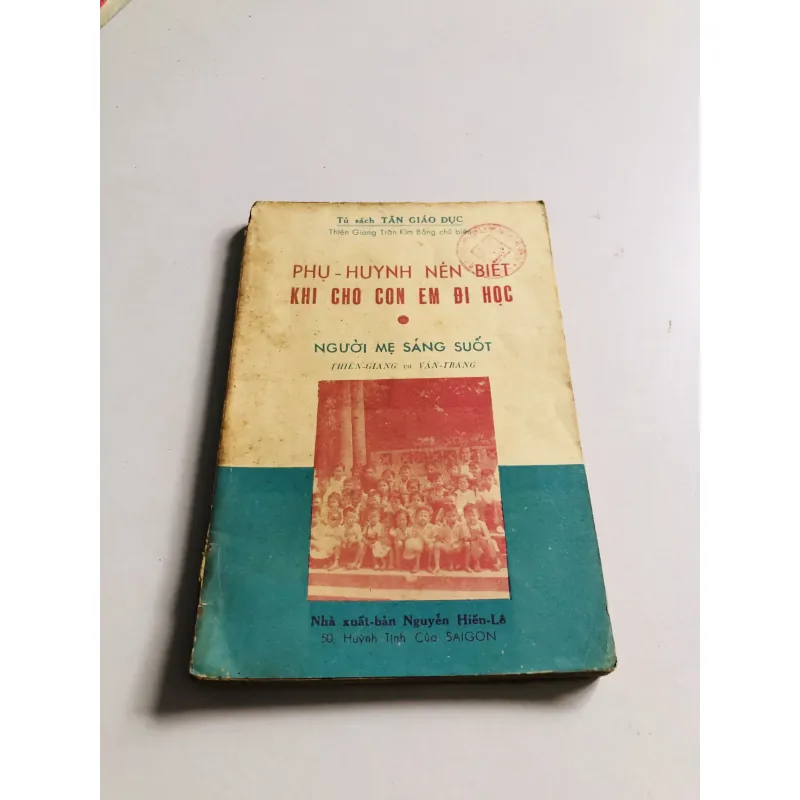 Tủ sách TÂN GIÁO DỤC
Thiên Giang Trần Kim Bảng chủ biên
PHỤ - HUYNH NÊN BIẾT
KHI CHO CON EM ĐI HỌC
NGƯỜI MẸ SÁNG SUỐT
THIÊN-GIANG và VÂN-TRANG
Nhà xuất-bản Nguyễn Hiến-Lê
50, Huỳnh Tịnh Của SAIGON